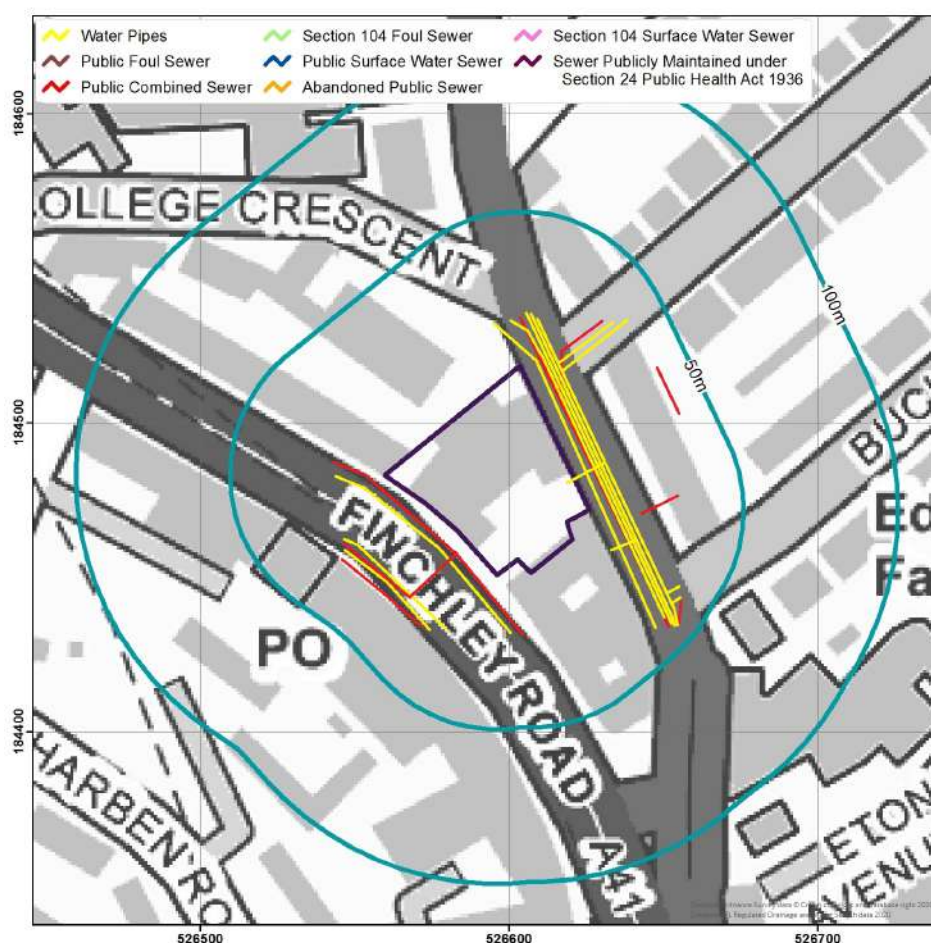 Water Pipes
Public Foul Sewer
Public Combined Sewer
Section 104 Foul Sewer
Public Surface Water Sewer
Abandoned Public Sewer
Section 104 Surface Water Sewer
Sewer Publicly Maintained under
Section 24 Public Health Act 1936
184600
184500
184400
OLLEGE CRESCENT
100m
50m
BUC
Ed
Fa
FINCHLEY ROAD A41
PO
HARBEN RO
ETON
VENU
526500
526600
526700